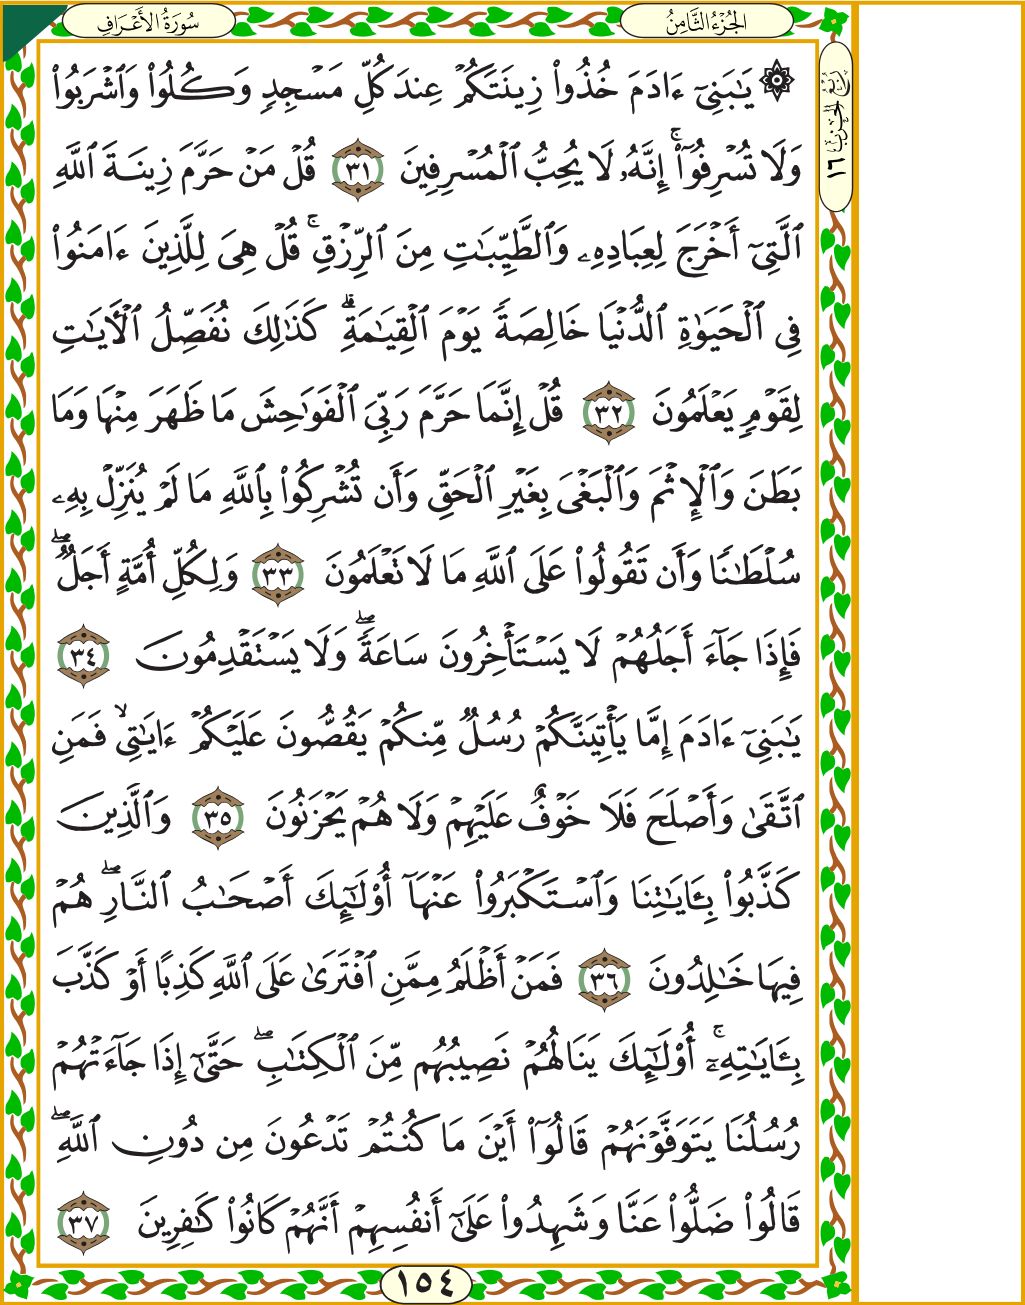 سُورَةُ الأَعْرَافِ
الجُزْءُ الثَّامِنُ
۞ يَـٰبَنِىٓ ءَادَمَ خُذُوا۟ زِينَتَكُمْ عِندَ كُلِّ مَسْجِدٍ وَكُلُوا۟ وَٱشْرَبُوا۟
وَلَا تُسْرِفُوٓا۟ ۚ إِنَّهُۥ لَا يُحِبُّ ٱلْمُسْرِفِينَ ٣١ قُلْ مَنْ حَرَّمَ زِينَةَ ٱللَّهِ
ٱلَّتِىٓ أَخْرَجَ لِعِبَادِهِۦ وَٱلطَّيِّبَـٰتِ مِنَ ٱلرِّزْقِ ۚ قُلْ هِىَ لِلَّذِينَ ءَامَنُوا۟
فِى ٱلْحَيَوٰةِ ٱلدُّنْيَا خَالِصَةً يَوْمَ ٱلْقِيَـٰمَةِ ۗ كَذَٰلِكَ نُفَصِّلُ ٱلْـَٔايَـٰتِ
لِقَوْمٍ يَعْلَمُونَ ٣٢ قُلْ إِنَّمَا حَرَّمَ رَبِّىَ ٱلْفَوَٰحِشَ مَا ظَهَرَ مِنْهَا وَمَا
بَطَنَ وَٱلْإِثْمَ وَٱلْبَغْىَ بِغَيْرِ ٱلْحَقِّ وَأَن تُشْرِكُوا۟ بِٱللَّهِ مَا لَمْ يُنَزِّلْ بِهِۦ
سُلْطَـٰنًا وَأَن تَقُولُوا۟ عَلَى ٱللَّهِ مَا لَا تَعْلَمُونَ ٣٣ وَلِكُلِّ أُمَّةٍ أَجَلٌ ۖ
فَإِذَا جَآءَ أَجَلُهُمْ لَا يَسْتَأْخِرُونَ سَاعَةً ۖ وَلَا يَسْتَقْدِمُونَ ٣٤
يَـٰبَنِىٓ ءَادَمَ إِمَّا يَأْتِيَنَّكُمْ رُسُلٌ مِّنكُمْ يَقُصُّونَ عَلَيْكُمْ ءَايَـٰتِى ۙ فَمَنِ
ٱتَّقَىٰ وَأَصْلَحَ فَلَا خَوْفٌ عَلَيْهِمْ وَلَا هُمْ يَحْزَنُونَ ٣٥ وَٱلَّذِينَ
كَذَّبُوا۟ بِـَٔايَـٰتِنَا وَٱسْتَكْبَرُوا۟ عَنْهَآ أُو۟لَـٰٓئِكَ أَصْحَـٰبُ ٱلنَّارِ ۖ هُمْ
فِيهَا خَـٰلِدُونَ ٣٦ فَمَنْ أَظْلَمُ مِمَّنِ ٱفْتَرَىٰ عَلَى ٱللَّهِ كَذِبًا أَوْ كَذَّبَ
بِـَٔايَـٰتِهِۦٓ ۚ أُو۟لَـٰٓئِكَ يَنَالُهُمْ نَصِيبُهُم مِّنَ ٱلْكِتَـٰبِ ۖ حَتَّىٰٓ إِذَا جَآءَتْهُمْ
رُسُلُنَا يَتَوَفَّوْنَهُمْ قَالُوٓا۟ أَيْنَ مَا كُنتُمْ تَدْعُونَ مِن دُونِ ٱللَّهِ ۖ
قَالُوا۟ ضَلُّوا۟ عَنَّا وَشَهِدُوا۟ عَلَىٰٓ أَنفُسِهِمْ أَنَّهُمْ كَانُوا۟ كَـٰفِرِينَ ٣٧
رُبْعُ الْحِزْبِ ١٦
١٥٤